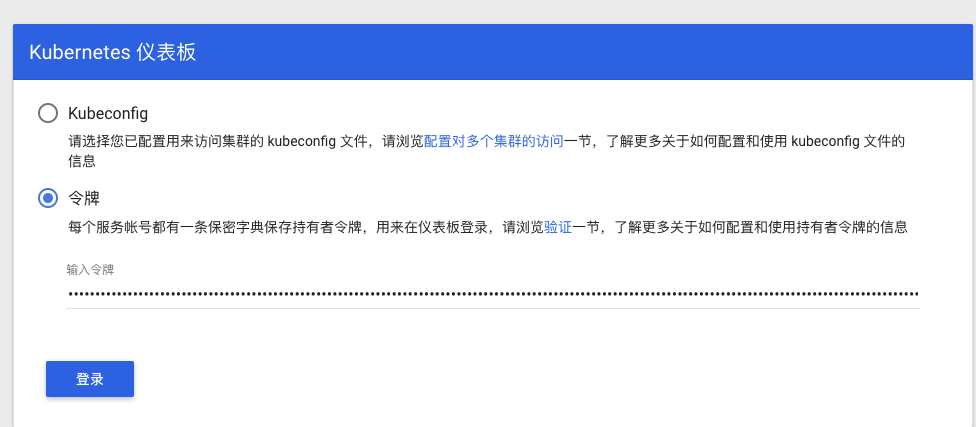 Kubernetes 仪表板
Kubeconfig
请选择您已配置用来访问集群的 kubeconfig 文件，请浏览配置对多个集群的访问一节，了解更多关于如何配置和使用 kubeconfig 文件的
信息
令牌
每个服务帐号都有一条保密字典保存持有者令牌，用来在仪表板登录，请浏览验证一节，了解更多关于如何配置和使用持有者令牌的信息
输入令牌
登录